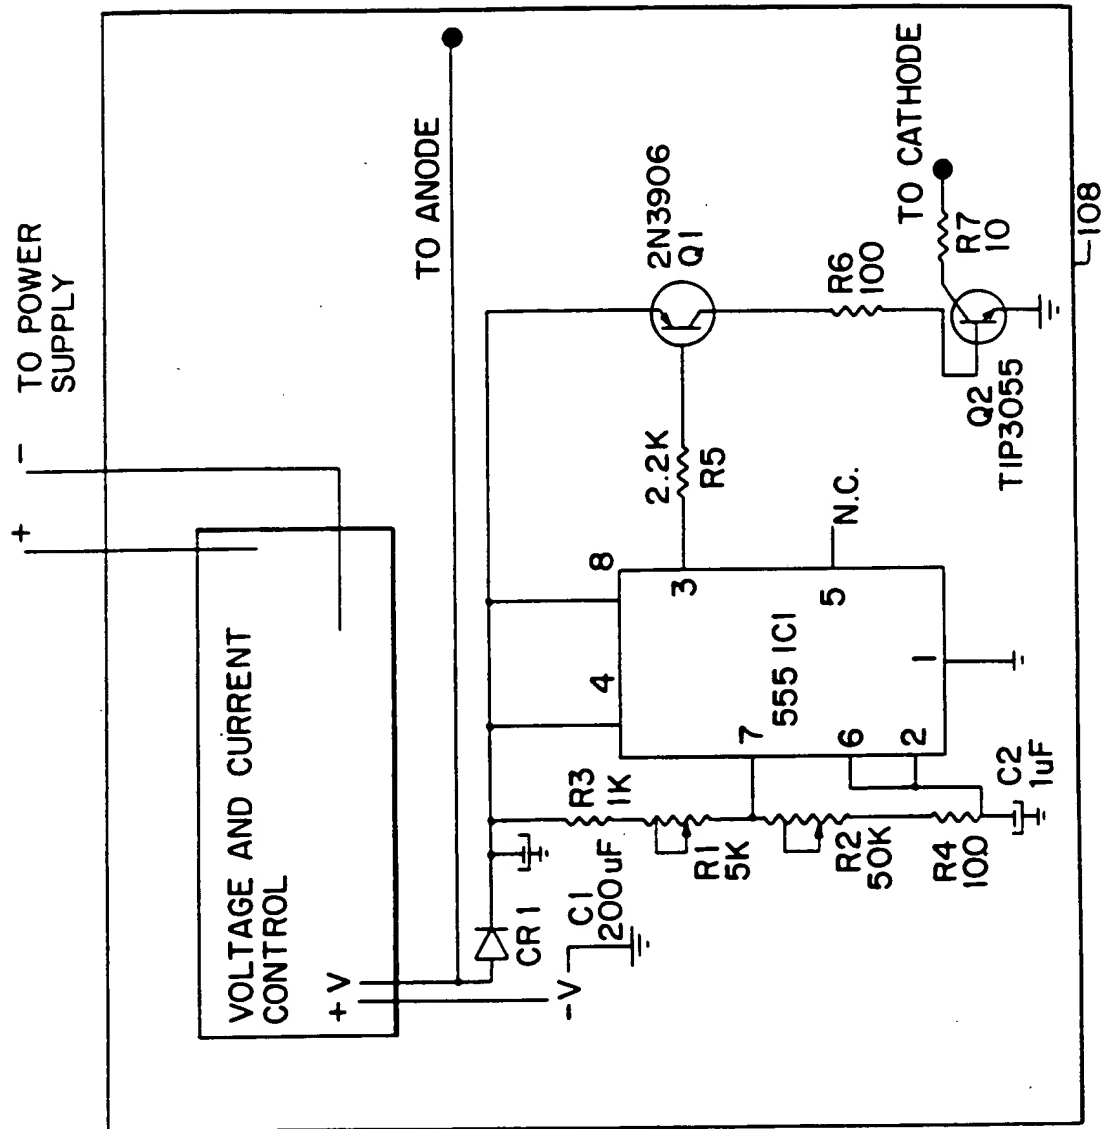 +
-
TO POWER
SUPPLY
VOLTAGE AND CURRENT
CONTROL
+ V
-V
TO ANODE
CR1
C1
200uF
R3
1K
R1
5K
R2
50K
R4
100
C2
1uF
4
8
7
3
555 IC1
6
2
1
5
N.C.
2.2K
R5
2N3906
Q1
R6
100
TO CATHODE
R7
10
Q2
TIP3055
108